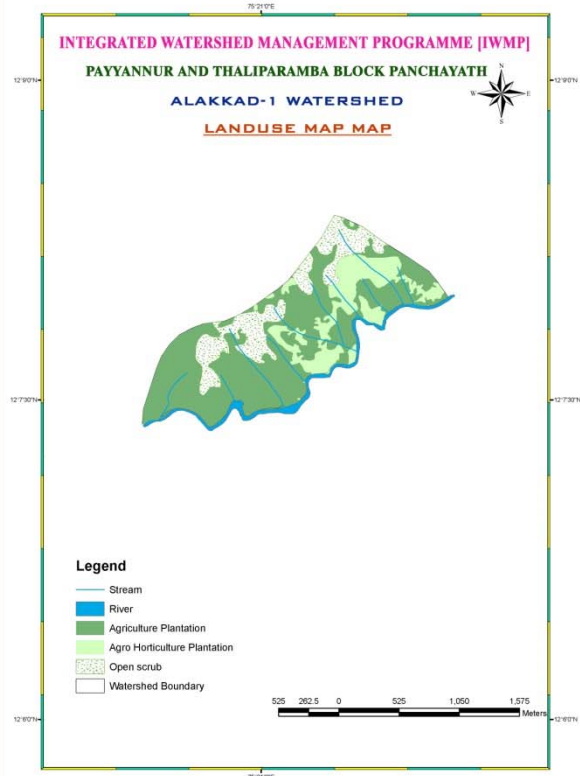 75°21'0"E
INTEGRATED WATERSHED MANAGEMENT PROGRAMME [IWMP]
PAYYANNUR AND THALIPARAMBA BLOCK PANCHAYATH
ALAKKAD-1 WATERSHED
LANDUSE MAP MAP
N
W E
S
12°9'0"N 12°9'0"N
12°7'30"N 12°7'30"N
Legend
Stream
River
Agriculture Plantation
Agro Horticulture Plantation
Open scrub
Watershed Boundary
525 262.5 0 525 1,050 1,575
Meters
12°6'0"N 12°6'0"N